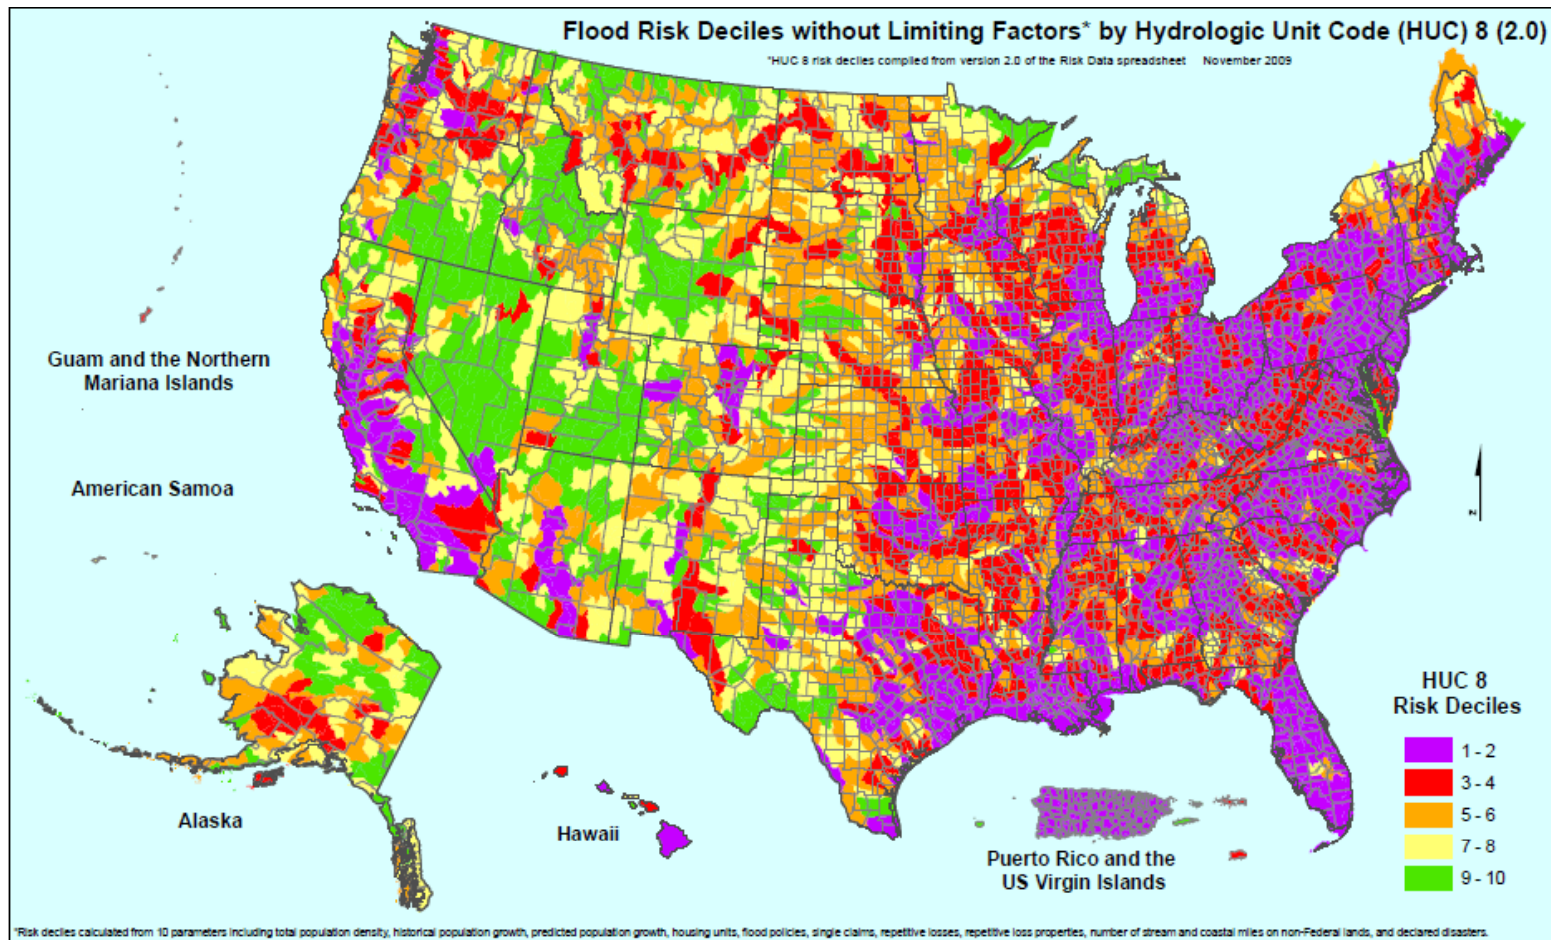 Flood Risk Deciles without Limiting Factors* by Hydrologic Unit Code (HUC) 8 (2.0)
*HUC 8 risk deciles compiled from version 2.0 of the Risk Data spreadsheet November 2009
Guam and the Northern
Mariana Islands
American Samoa
N
Alaska
Hawaii
Puerto Rico and the
US Virgin Islands
HUC 8
Risk Deciles
1 - 2
3 - 4
5 - 6
7 - 8
9 - 10
*Risk deciles calculated from 10 parameters including total population density, historical population growth, predicted population growth, housing units, flood policies, single claims, repetitive losses, repetitive loss properties, number of stream and coastal miles on non-Federal lands, and declared disasters.